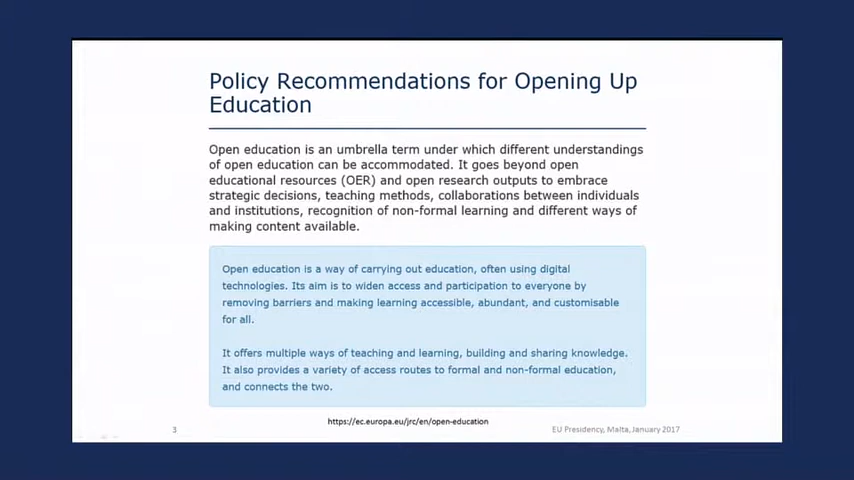 Policy Recommendations for Opening Up
Education
Open education is an umbrella term under which different understandings
of open education can be accommodated. It goes beyond open
educational resources (OER) and open research outputs to embrace
strategic decisions, teaching methods, collaborations between individuals
and institutions, recognition of non-formal learning and different ways of
making content available.
Open education is a way of carrying out education, often using digital
technologies. Its aim is to widen access and participation to everyone by
removing barriers and making learning accessible, abundant, and customisable
for all.
It offers multiple ways of teaching and learning, building and sharing knowledge.
It also provides a variety of access routes to formal and non-formal education,
and connects the two.
https://ec.europa.eu/jrc/en/open-education
3
EU Presidency, Malta, January 2017